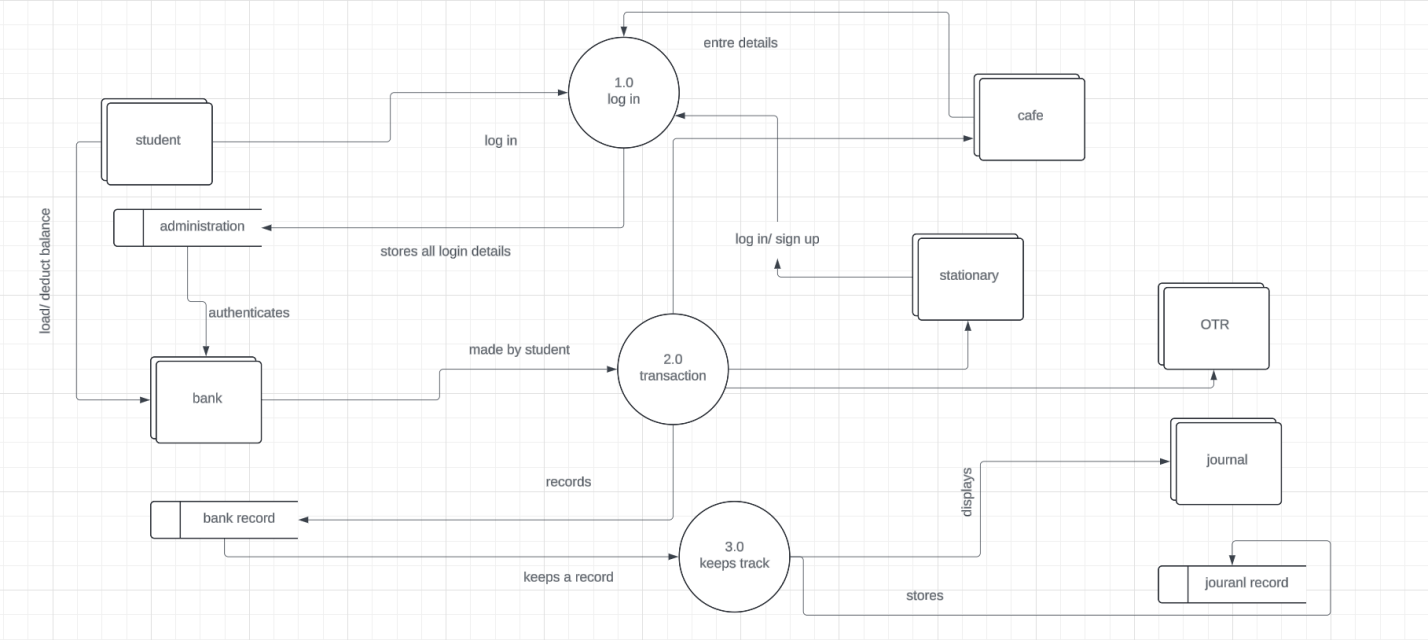 entre details
1.0
log in
cafe
student
log in
administration
stores all login details
log in/ sign up
stationary
load/ deduct balance
authenticates
OTR
made by student
2.0
transaction
bank
journal
records
displays
bank record
3.0
keeps track
keeps a record
jouranl record
stores